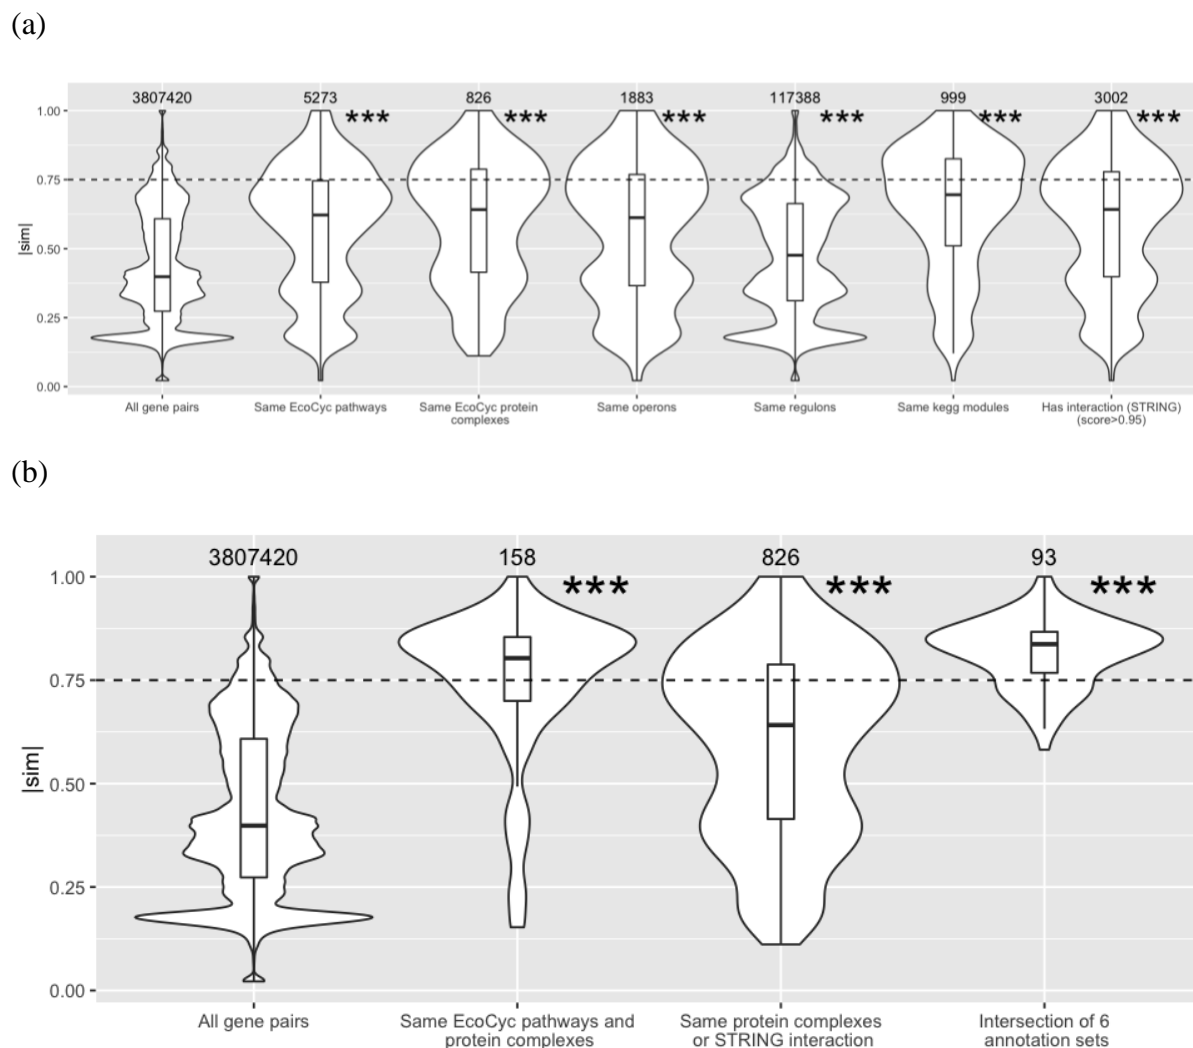 (a)
3807420 5273 826 1883 117388 999 3002
*** *** *** *** *** ***
1.00
0.75
0.50
0.25
0.00
|sim|
All gene pairs Same EcoCyc pathways Same EcoCyc protein Same operons Same regulons Same kegg modules Has interaction (STRING)
complexes (score>0.95)
(b)
3807420 158 826 93
*** *** ***
1.00
0.75
0.50
0.25
0.00
|sim|
All gene pairs Same EcoCyc pathways and Same protein complexes Intersection of 6
protein complexes or STRING interaction annotation sets